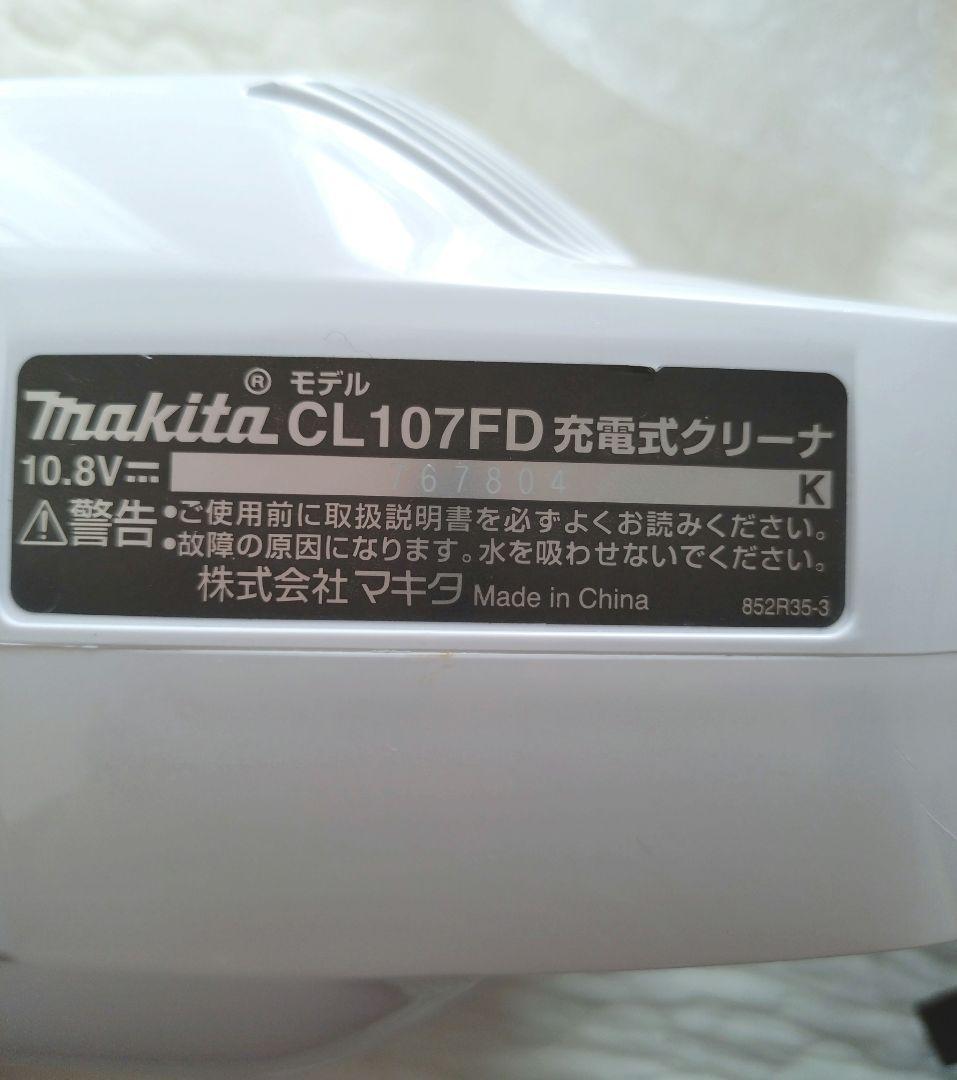 makita® モデル CL107FD 充電式クリーナ
10.8V⎓ 767804 K
⚠警告 •ご使用前に取扱説明書を必ずよくお読みください。
•故障の原因になります。水を吸わせないでください。
株式会社 マキタ Made in China 852R35-3